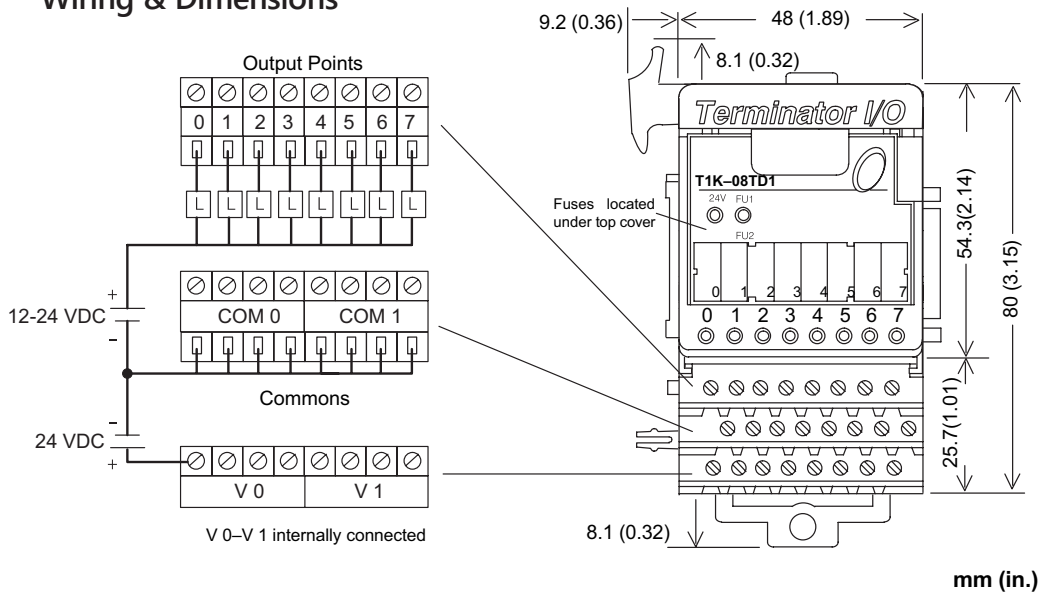 Wiring & Dimensions
Output Points
0 1 2 3 4 5 6 7
L L L L L L L L
+
12-24 VDC
-
COM 0 COM 1
Commons
-
24 VDC
+
V 0 V 1
V 0–V 1 internally connected
9.2 (0.36)
48 (1.89)
8.1 (0.32)
Terminator I/O
T1K–08TD1
24V FU1
FU2
Fuses located
under top cover
0 1 2 3 4 5 6 7
0 1 2 3 4 5 6 7
54.3(2.14)
80 (3.15)
25.7(1.01)
8.1 (0.32)
mm (in.)